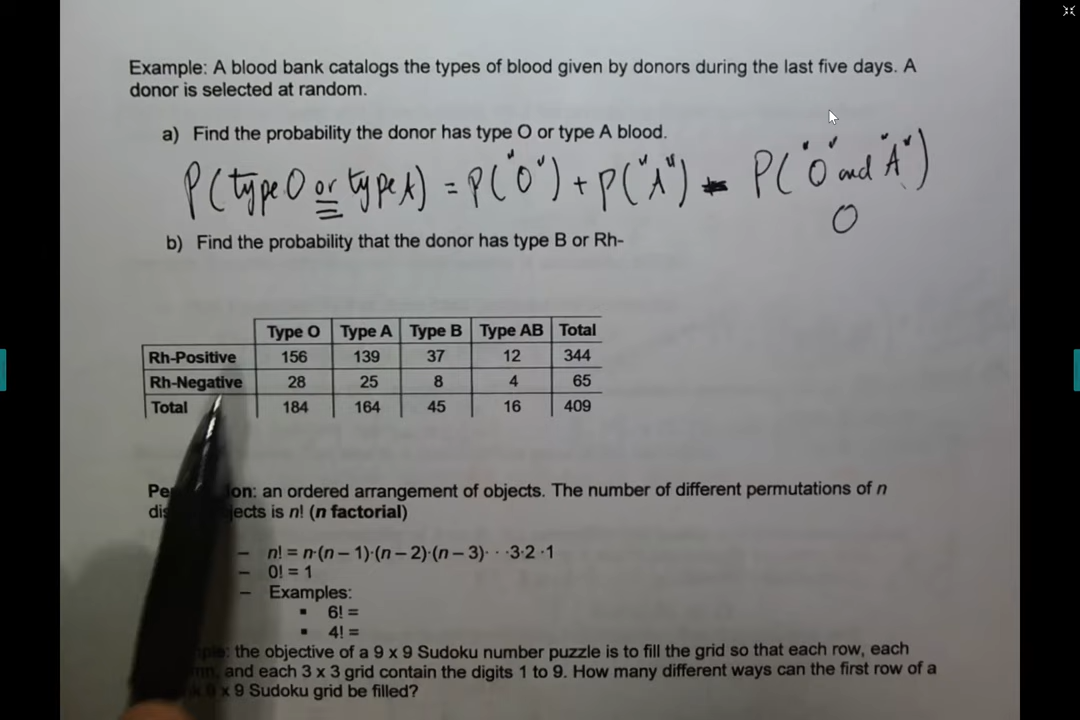 Example: A blood bank catalogs the types of blood given by donors during the last five days. A
donor is selected at random.
a) Find the probability the donor has type O or type A blood.
P(type O or type A) = P("O") + P("A") - P("O" and "A")
0
b) Find the probability that the donor has type B or Rh-
Type O Type A Type B Type AB Total
Rh-Positive 156 139 37 12 344
Rh-Negative 28 25 8 4 65
Total 184 164 45 16 409
an ordered arrangement of objects. The number of different permutations of n
is n! (n factorial)
– n! = n·(n – 1)·(n – 2)·(n – 3)· · ·3·2 ·1
– 0! = 1
– Examples:
▪ 6! =
▪ 4! =
the objective of a 9 x 9 Sudoku number puzzle is to fill the grid so that each row, each
and each 3 x 3 grid contain the digits 1 to 9. How many different ways can the first row of a
x 9 Sudoku grid be filled?